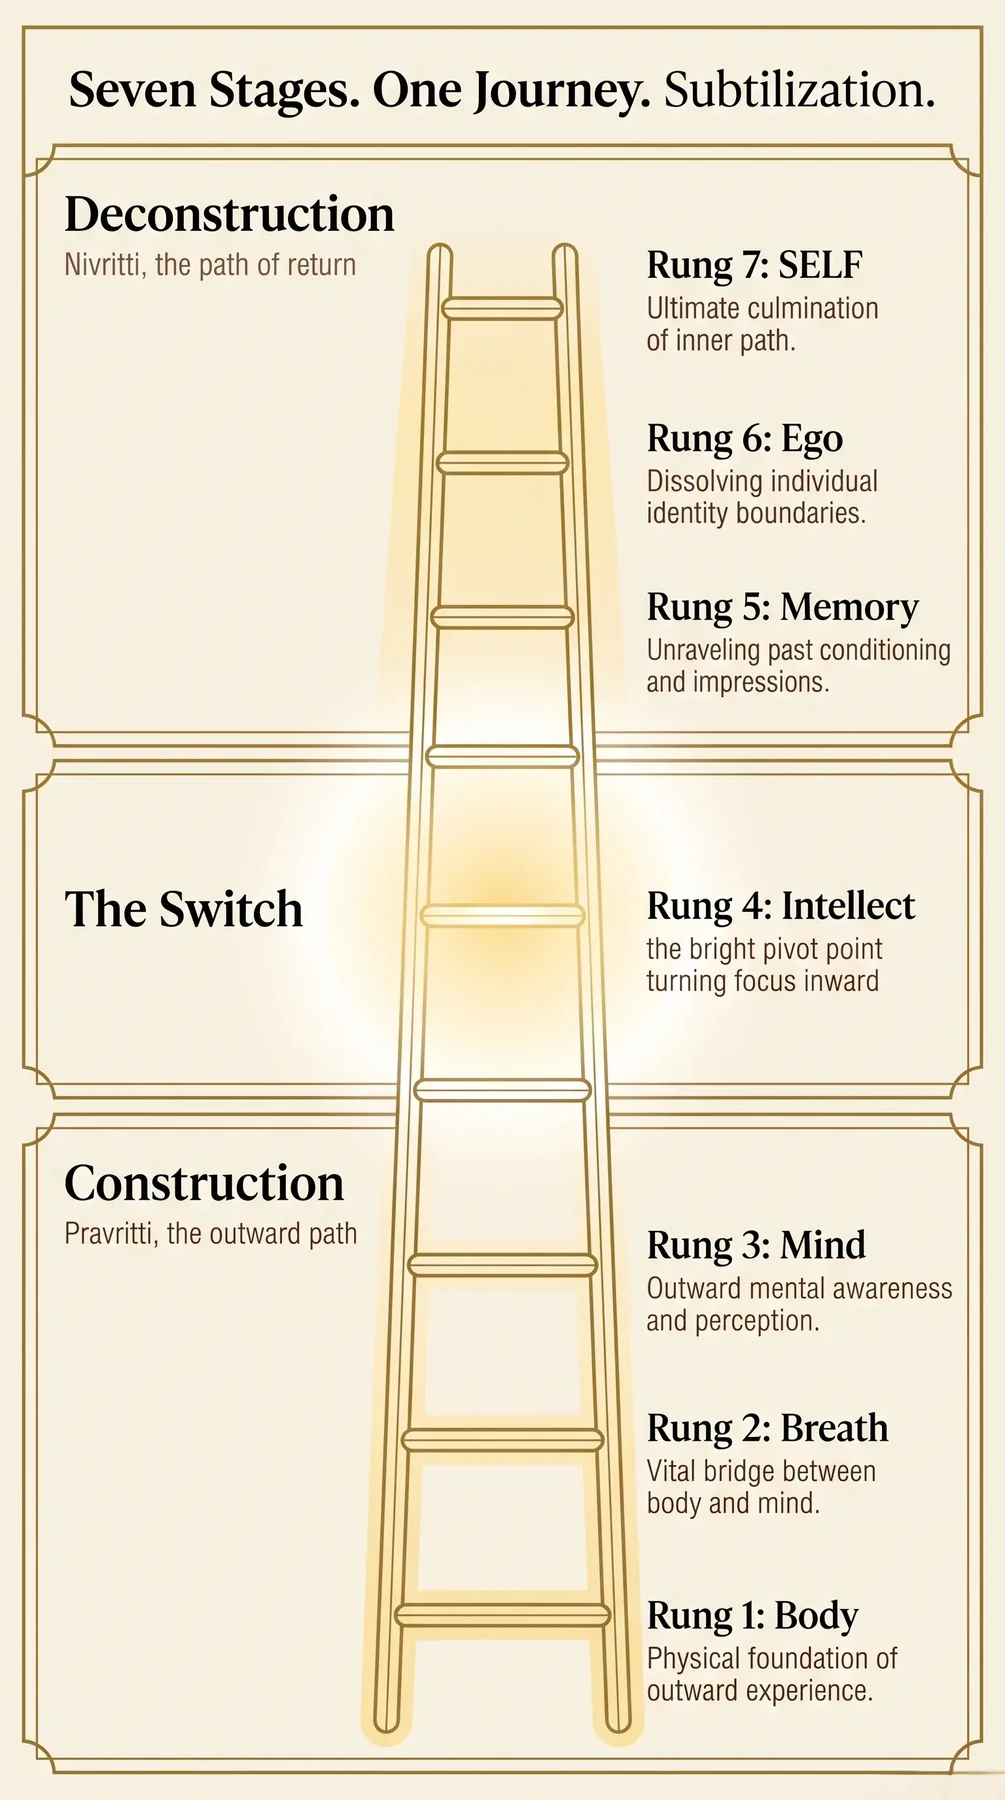 Seven Stages. One Journey. Subtilization.
Deconstruction
Nivritti, the path of return
Rung 7: SELF
Ultimate culmination
of inner path.
Rung 6: Ego
Dissolving individual
identity boundaries.
Rung 5: Memory
Unraveling past conditioning
and impressions.
The Switch
Rung 4: Intellect
the bright pivot point
turning focus inward
Construction
Pravritti, the outward path
Rung 3: Mind
Outward mental awareness
and perception.
Rung 2: Breath
Vital bridge between
body and mind.
Rung 1: Body
Physical foundation of
outward experience.